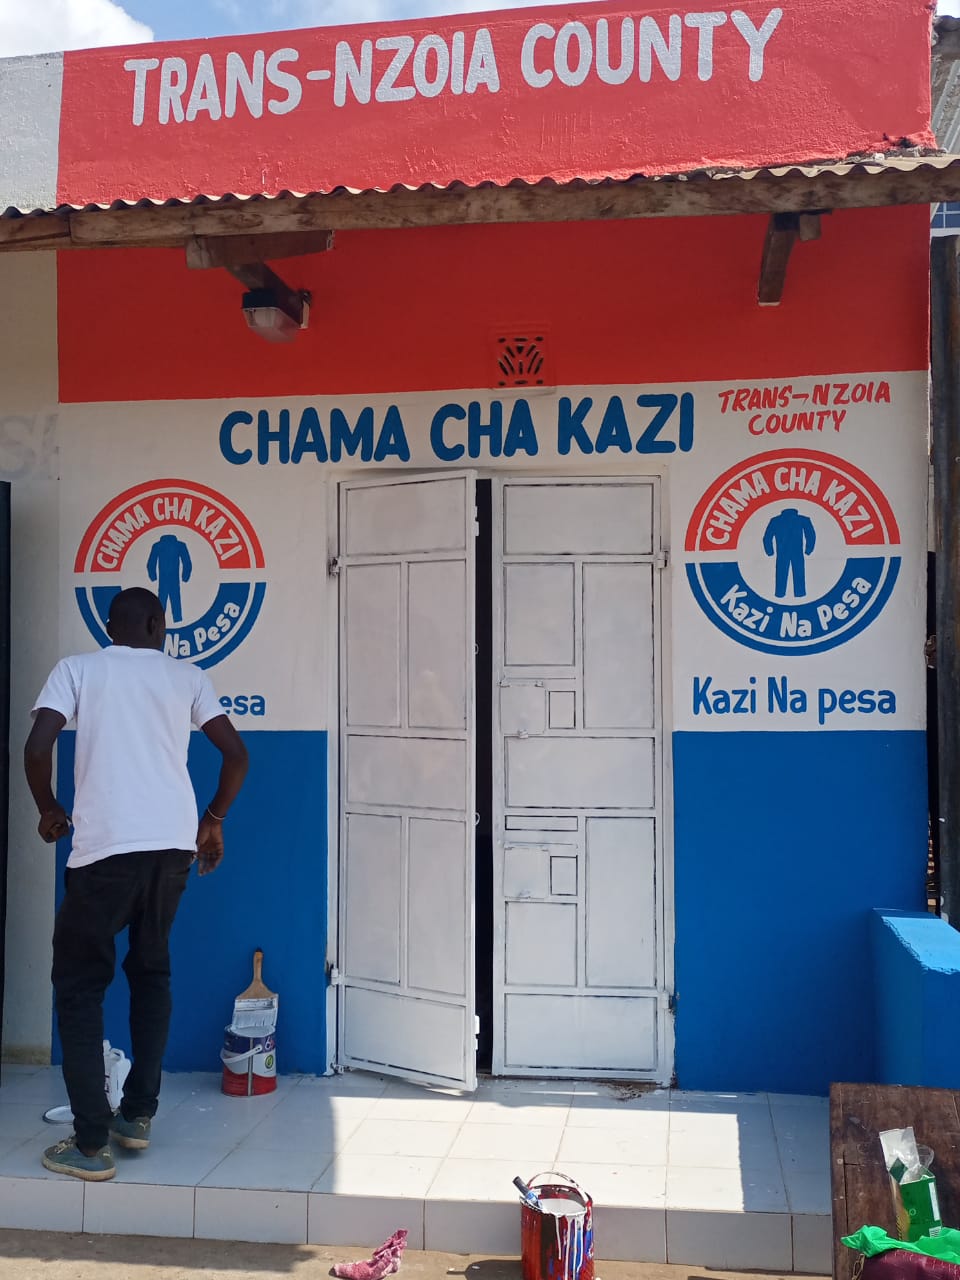 TRANS-NZOIA COUNTY
CHAMA CHA KAZI
TRANS-NZOIA
COUNTY
CHAMA CHA KAZI
Na Pesa
esa
CHAMA CHA KAZI
Kazi Na Pesa
Kazi Na pesa